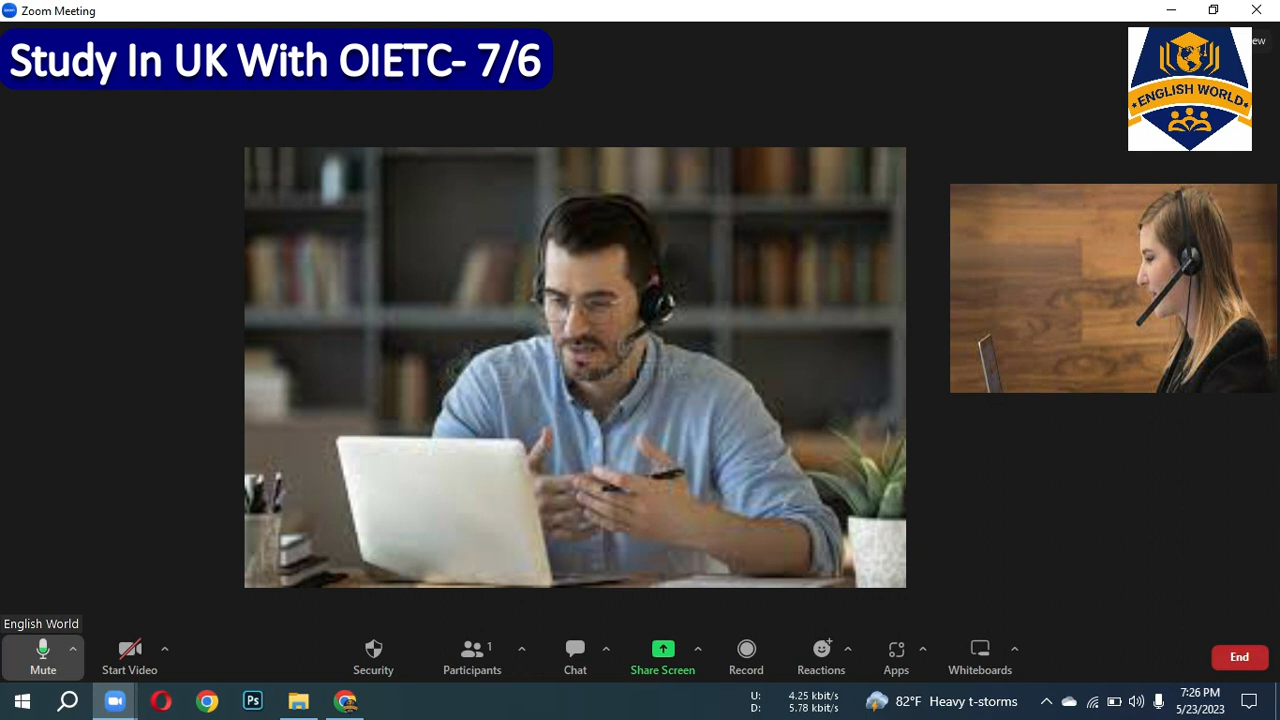 Zoom Meeting
Study In UK With OIETC- 7/6
ew
ENGLISH WORLD
English World
Mute
Start Video
Security
Participants
1
Chat
Share Screen
Record
Reactions
Apps
Whiteboards
End
Ps
U: 4.25 kbit/s
D: 5.78 kbit/s
82°F Heavy t-storms
7:26 PM
5/23/2023